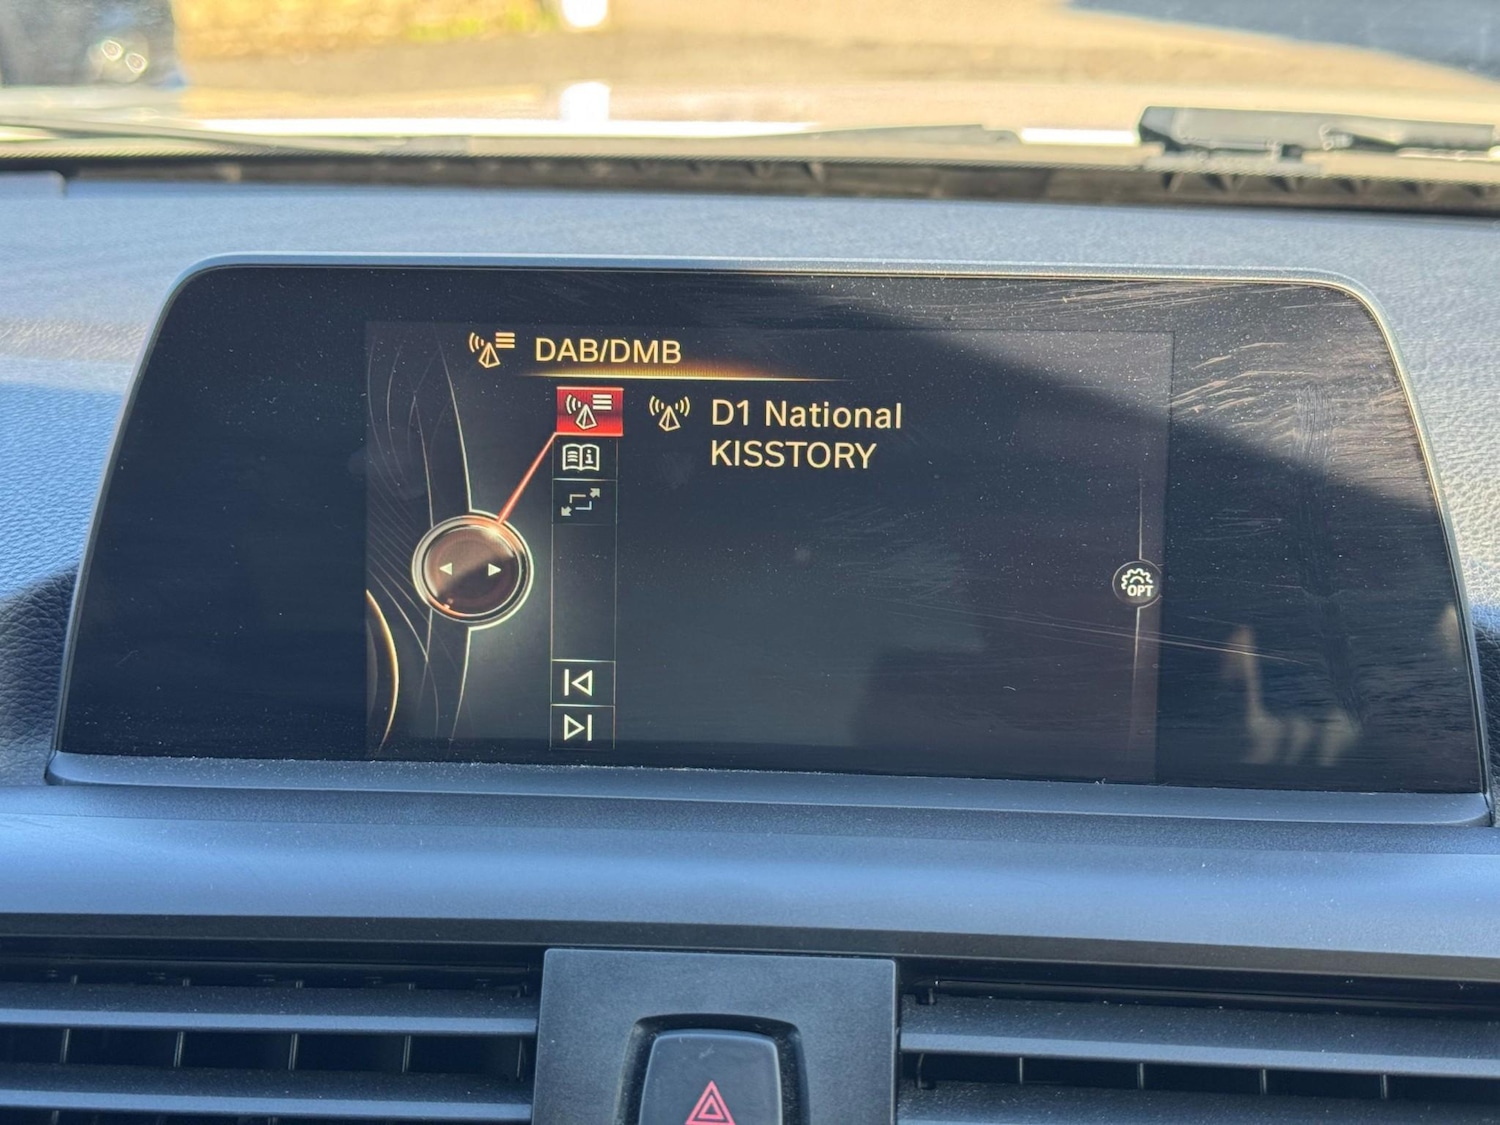 DAB/DMB
D1 National
KISSTORY
OPT